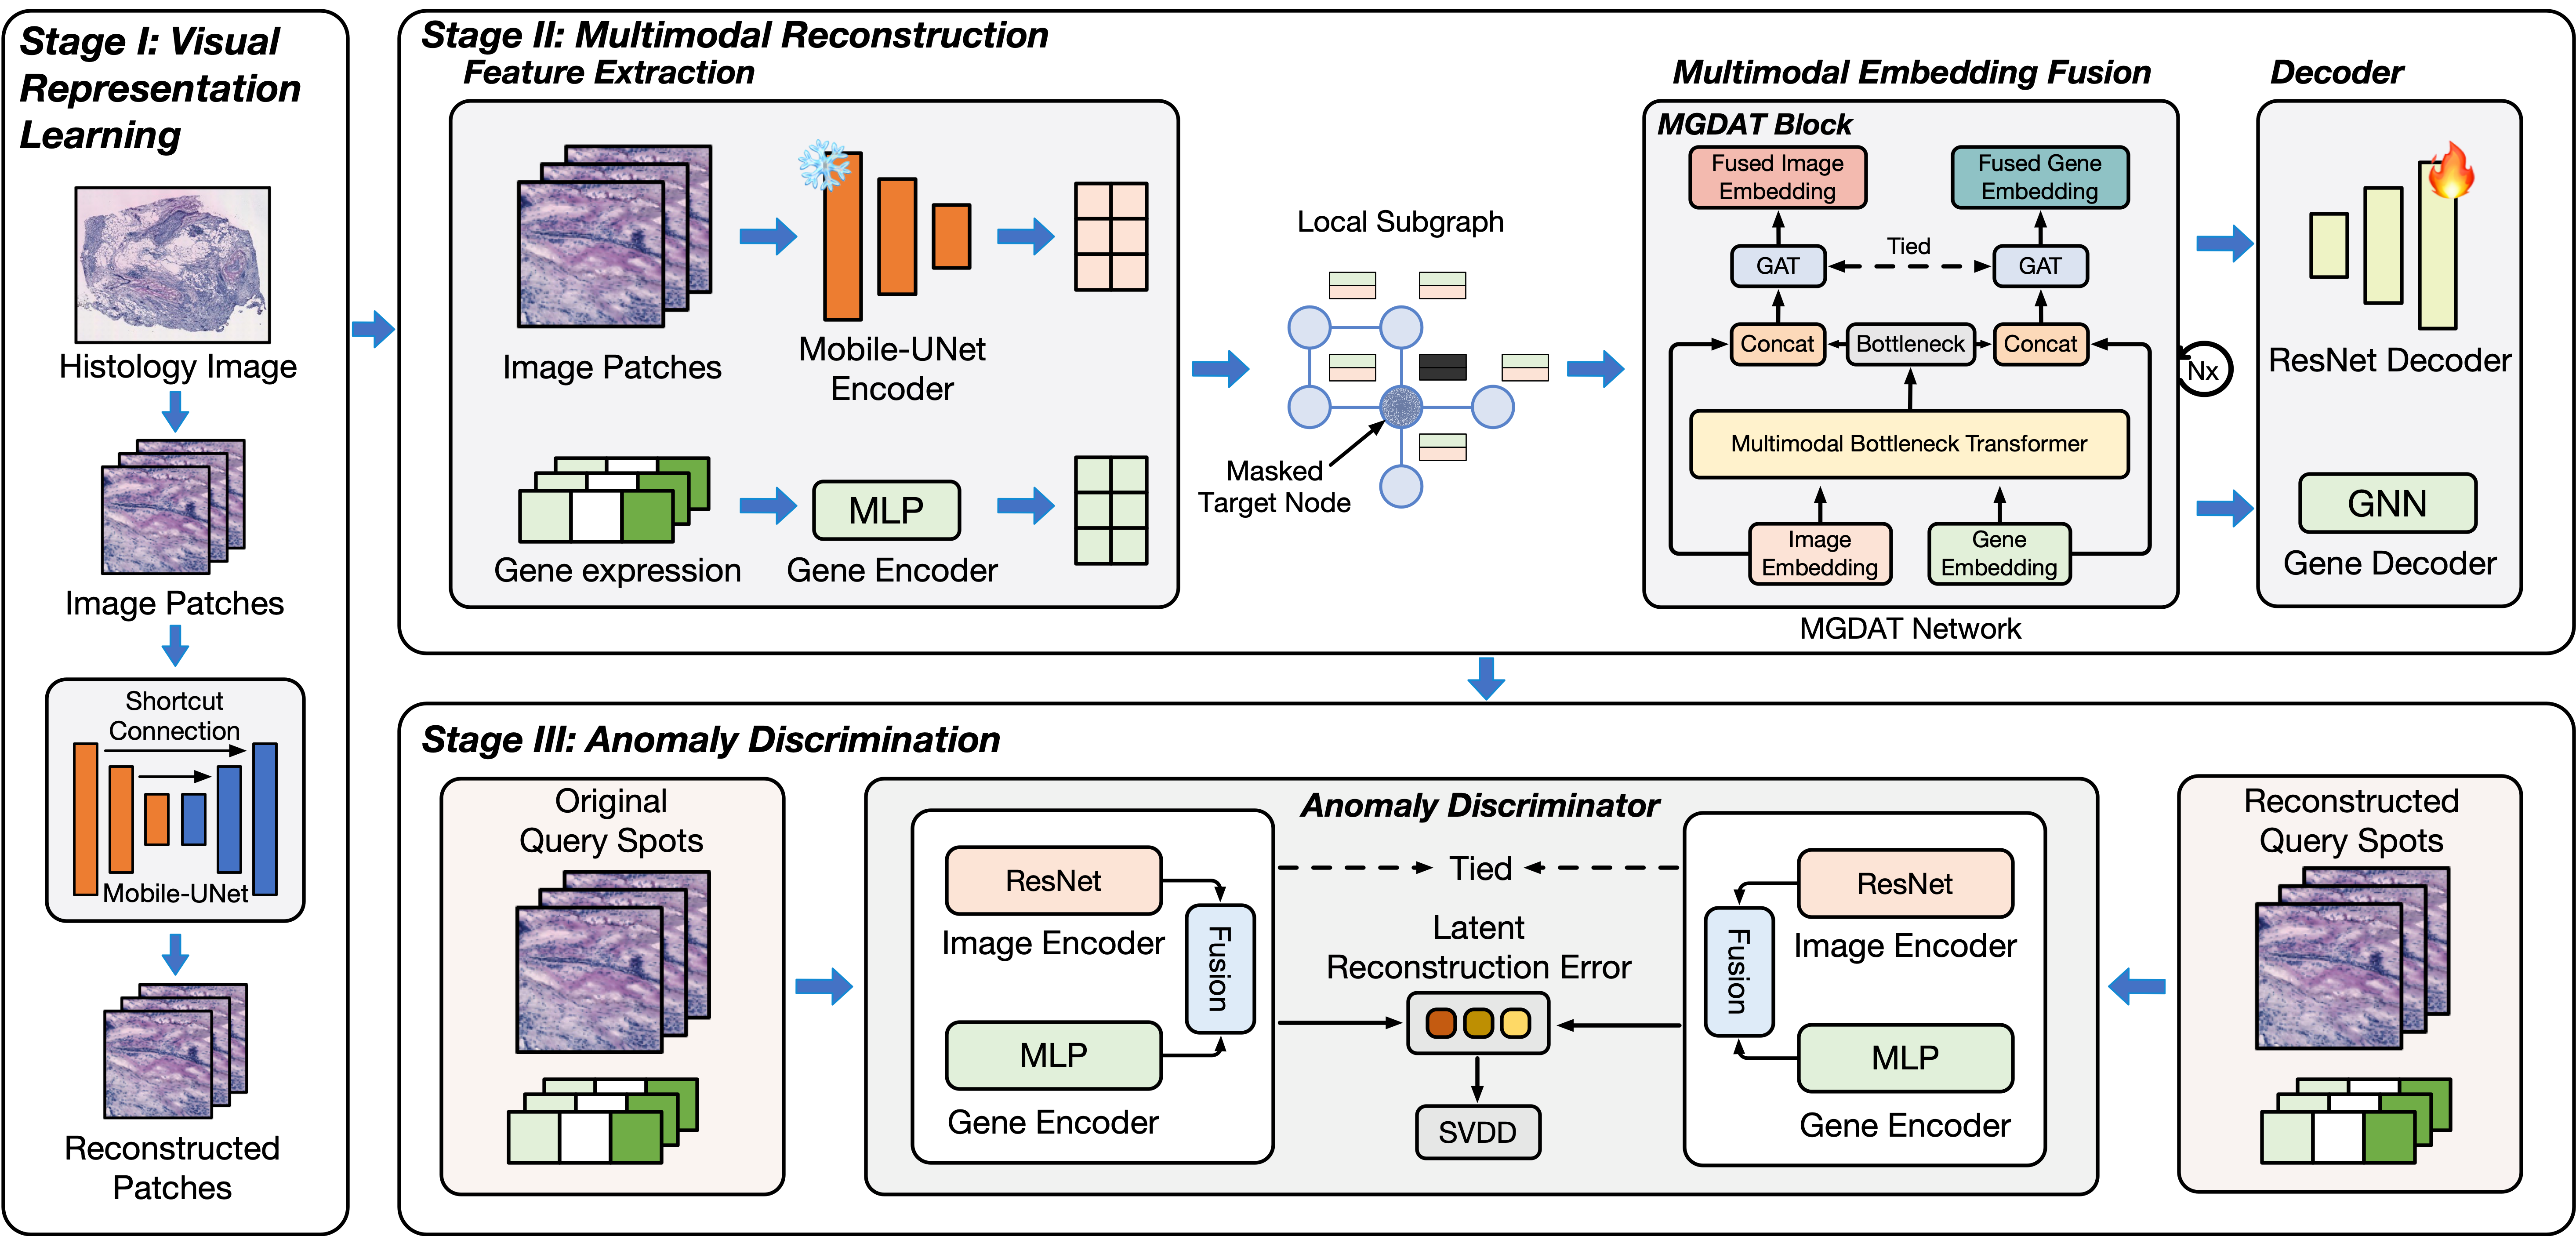 Stage I: Visual
Representation
Learning
Histology Image
Image Patches
Shortcut
Connection
Mobile-UNet
Reconstructed
Patches
Stage II: Multimodal Reconstruction
Feature Extraction
Image Patches
Mobile-UNet
Encoder
Gene expression
MLP
Gene Encoder
Local Subgraph
Masked
Target Node
Multimodal Embedding Fusion
MGDAT Block
Fused Image
Embedding
Fused Gene
Embedding
GAT
Tied
GAT
Concat
Bottleneck
Concat
Nx
Multimodal Bottleneck Transformer
Image
Embedding
Gene
Embedding
MGDAT Network
Decoder
ResNet Decoder
GNN
Gene Decoder
Stage III: Anomaly Discrimination
Original
Query Spots
Anomaly Discriminator
ResNet
Image Encoder
Fusion
MLP
Gene Encoder
Tied
Latent
Reconstruction Error
SVDD
ResNet
Image Encoder
Fusion
MLP
Gene Encoder
Reconstructed
Query Spots